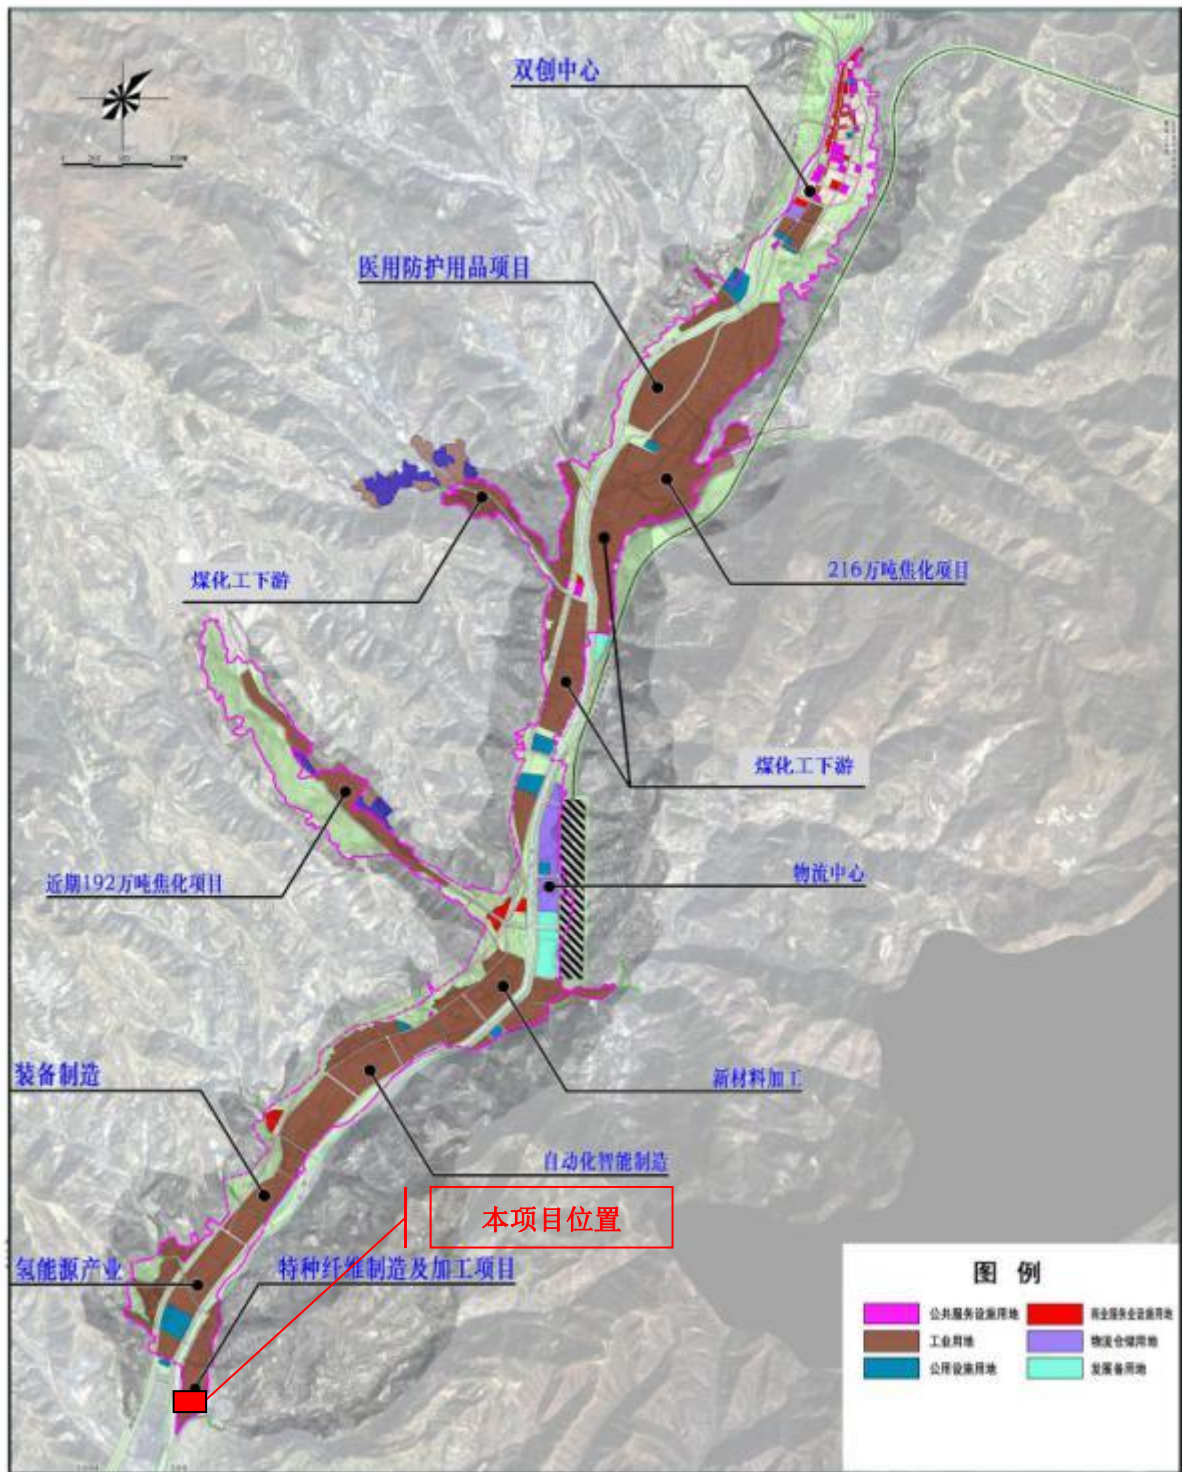 双创中心
医用防护用品项目
216万吨焦化项目
煤化工下游
煤化工下游
近期192万吨焦化项目
物流中心
新材料加工
装备制造
自动化智能制造
本项目位置
氢能源产业
特种纤维制造及加工项目
图 例
公共服务设施用地
商业服务业设施用地
工业用地
物流仓储用地
公用设施用地
发展备用地